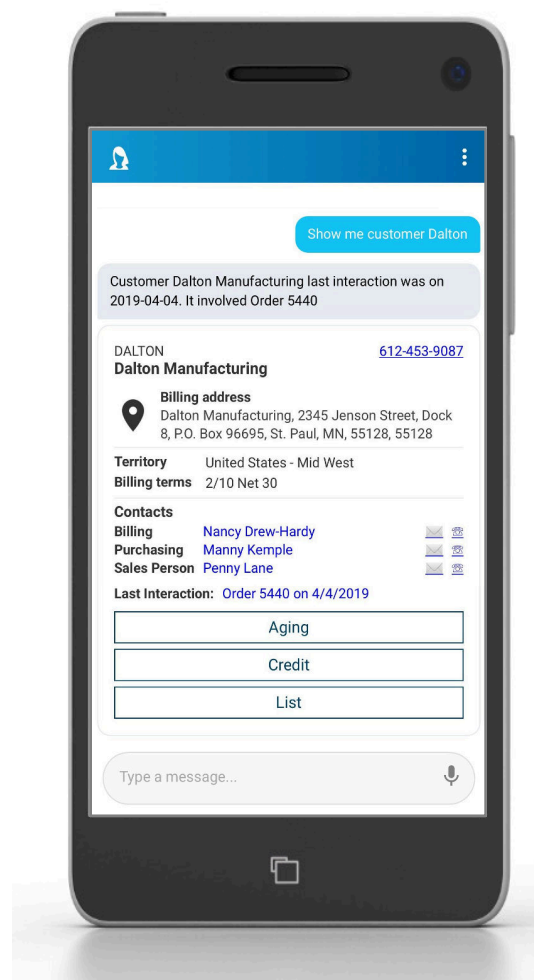 Show me customer Dalton
Customer Dalton Manufacturing last interaction was on
2019-04-04. It involved Order 5440
DALTON 612-453-9087
Dalton Manufacturing
Billing address
Dalton Manufacturing, 2345 Jenson Street, Dock
8, P.O. Box 96695, St. Paul, MN, 55128, 55128
Territory United States - Mid West
Billing terms 2/10 Net 30
Contacts
Billing Nancy Drew-Hardy
Purchasing Manny Kemple
Sales Person Penny Lane
Last Interaction: Order 5440 on 4/4/2019
Aging
Credit
List
Type a message...